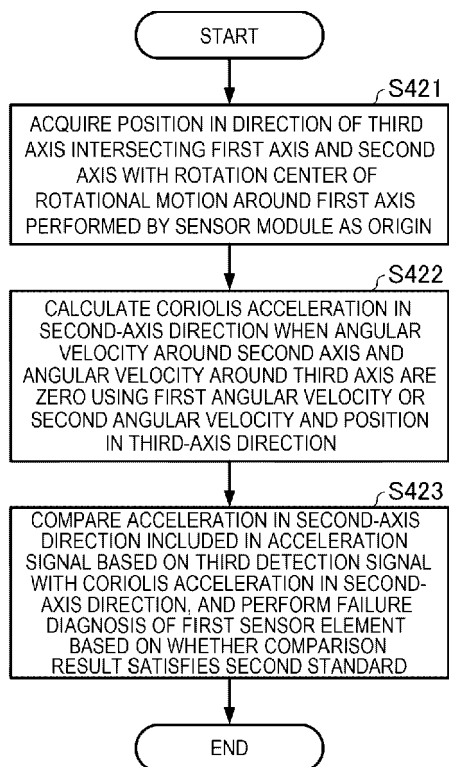 START
S421
ACQUIRE POSITION IN DIRECTION OF THIRD
AXIS INTERSECTING FIRST AXIS AND SECOND
AXIS WITH ROTATION CENTER OF
ROTATIONAL MOTION AROUND FIRST AXIS
PERFORMED BY SENSOR MODULE AS ORIGIN
S422
CALCULATE CORIOLIS ACCELERATION IN
SECOND-AXIS DIRECTION WHEN ANGULAR
VELOCITY AROUND SECOND AXIS AND
ANGULAR VELOCITY AROUND THIRD AXIS ARE
ZERO USING FIRST ANGULAR VELOCITY OR
SECOND ANGULAR VELOCITY AND POSITION
IN THIRD-AXIS DIRECTION
S423
COMPARE ACCELERATION IN SECOND-AXIS
DIRECTION INCLUDED IN ACCELERATION
SIGNAL BASED ON THIRD DETECTION SIGNAL
WITH CORIOLIS ACCELERATION IN SECOND-
AXIS DIRECTION, AND PERFORM FAILURE
DIAGNOSIS OF FIRST SENSOR ELEMENT
BASED ON WHETHER COMPARISON
RESULT SATISFIES SECOND STANDARD
END